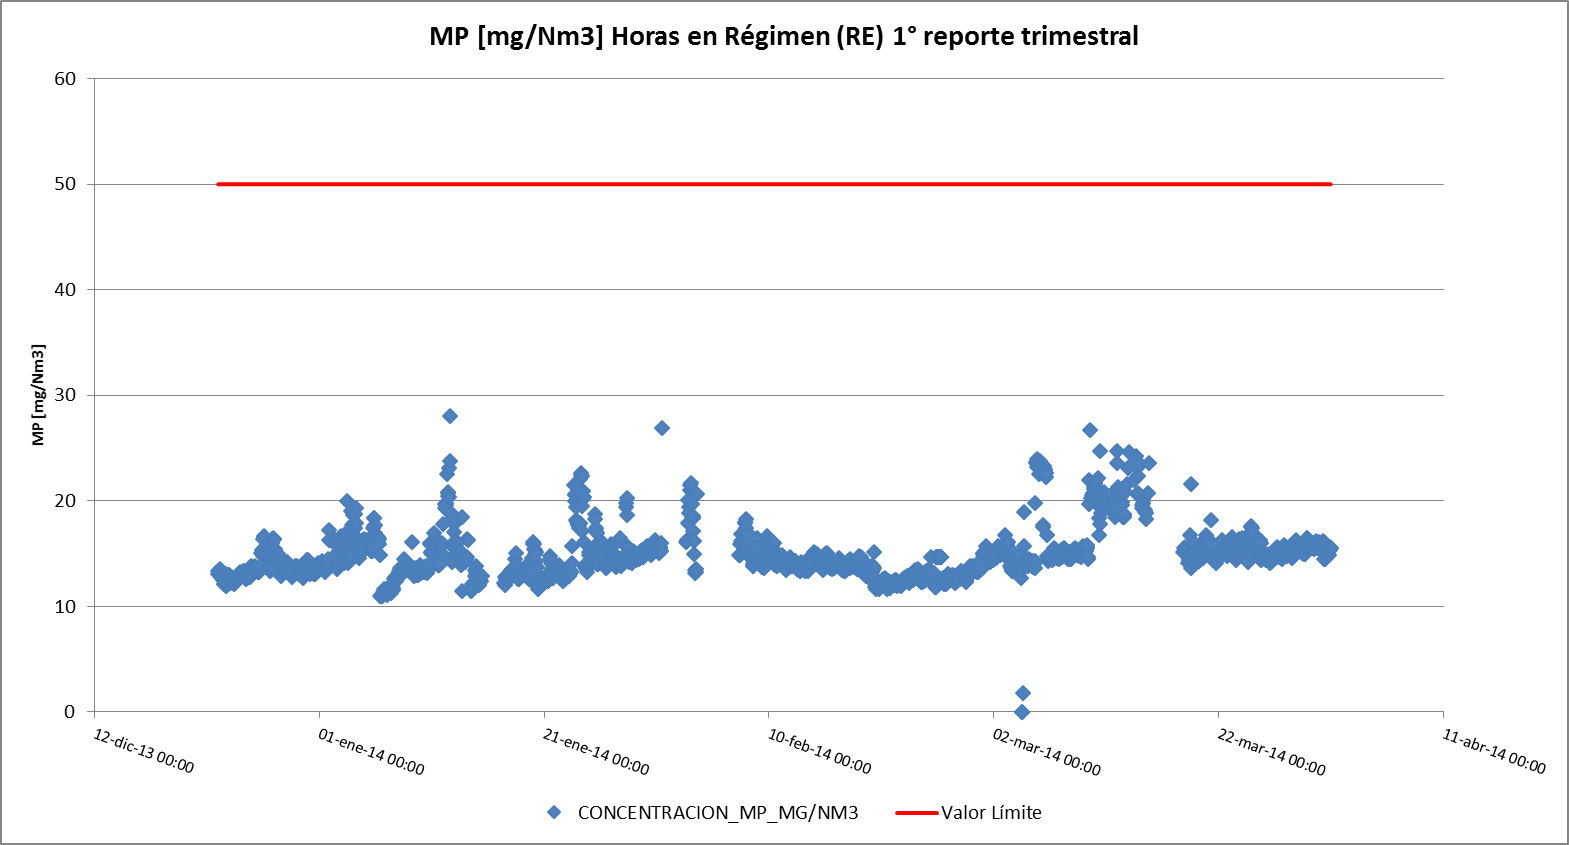 MP [mg/Nm3] Horas en Régimen (RE) 1° reporte trimestral
60
50
40
30
20
10
0
MP [mg/Nm3]
12-dic-13 00:00
01-ene-14 00:00
21-ene-14 00:00
10-feb-14 00:00
02-mar-14 00:00
22-mar-14 00:00
11-abr-14 00:00
CONCENTRACION_MP_MG/NM3
Valor Límite